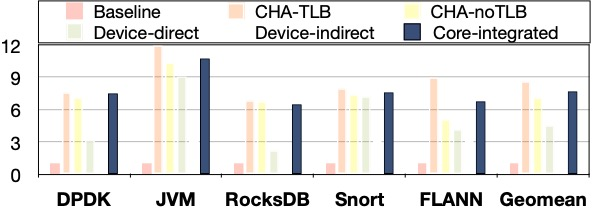 Baseline CHA-TLB CHA-noTLB
Device-direct Device-indirect Core-integrated
12
9
6
3
0
DPDK JVM RocksDB Snort FLANN Geomean